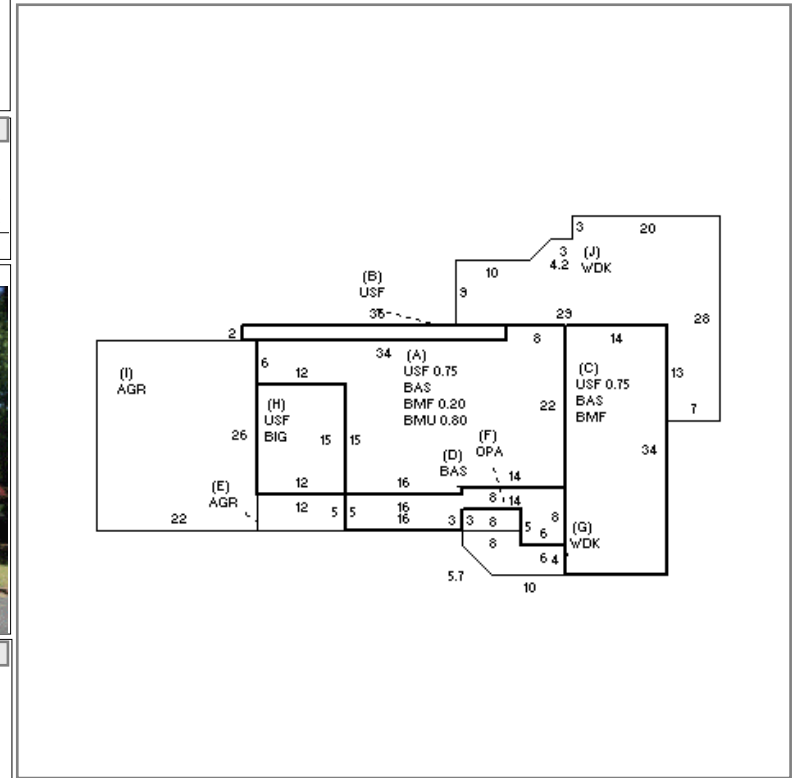 3
20
(J)
WDK
3
4.2
10
9
(B)
USF
36
29
28
2
8
14
34
(A)
USF 0.75
BAS
BMF 0.20
BMU 0.80
6
12
(I)
AGR
(C)
USF 0.75
BAS
BMF
13
22
7
(H)
USF
BIG
26
15
15
(F)
OPA
34
(D)
BAS
14
12
16
(E)
AGR
8
14
12
5
5
16
16
3
3
8
5
8
6
(G)
WDK
22
8
6
4
5.7
10